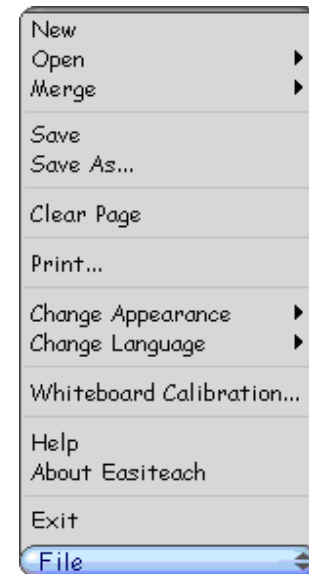 New
Open
Merge
Save
Save As...
Clear Page
Print...
Change Appearance
Change Language
Whiteboard Calibration...
Help
About Easiteach
Exit
File